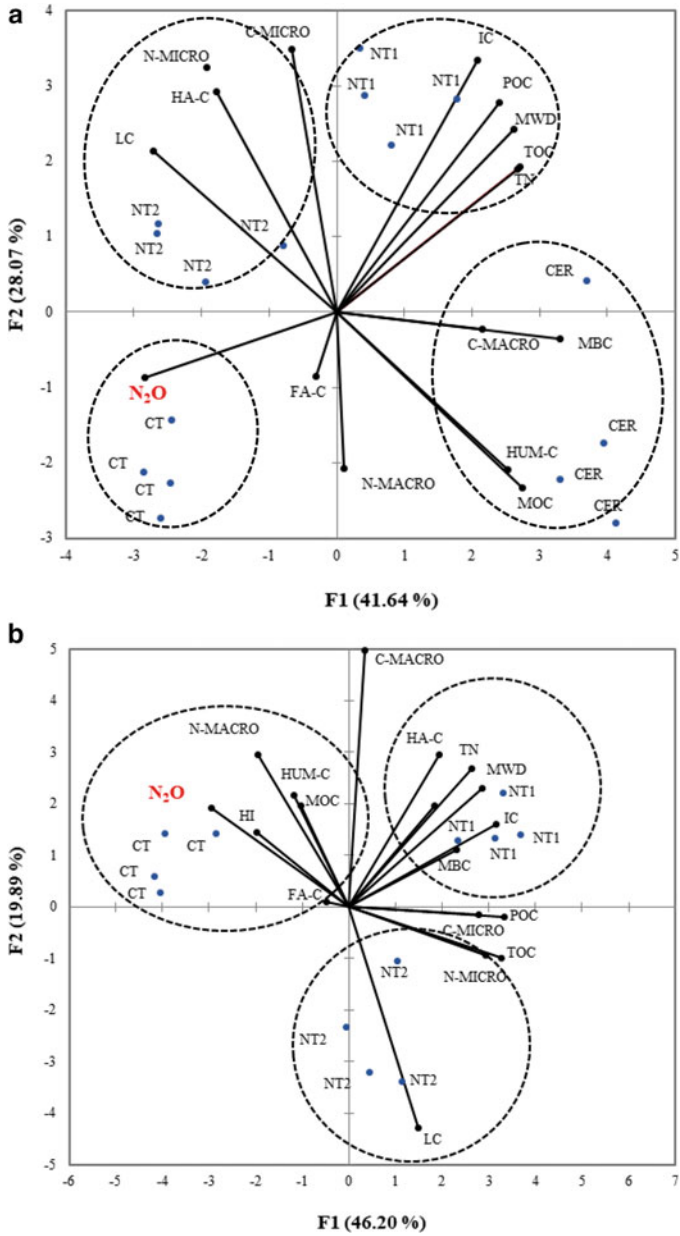 a
4
3
2
1
0
-1
-2
-3
F2 (28.07 %)
C-MICRO
N-MICRO
HA-C
LC
NT2
NT2
NT2
NT2
NT1
NT1
NT1
NT1
IC
POC
MWD
TOC
TN
CER
C-MACRO
MBC
CER
HUM-C
MOC
CER
CER
N₂O
CT
CT
CT
CT
FA-C
N-MACRO
-4 -3 -2 -1 0 1 2 3 4 5
F1 (41.64 %)
b
5
4
3
2
1
0
-1
-2
-3
-4
-5
F2 (19.89 %)
C-MACRO
N-MACRO
HUM-C
MOC
N₂O
HI
CT
CT
CT
CT
FA-C
HA-C
TN
MWD
NT1
IC
NT1
NT1
NT1
MBC
POC
C-MICRO
TOC
N-MICRO
NT2
NT2
NT2
NT2
LC
-6 -5 -4 -3 -2 -1 0 1 2 3 4 5 6 7
F1 (46.20 %)